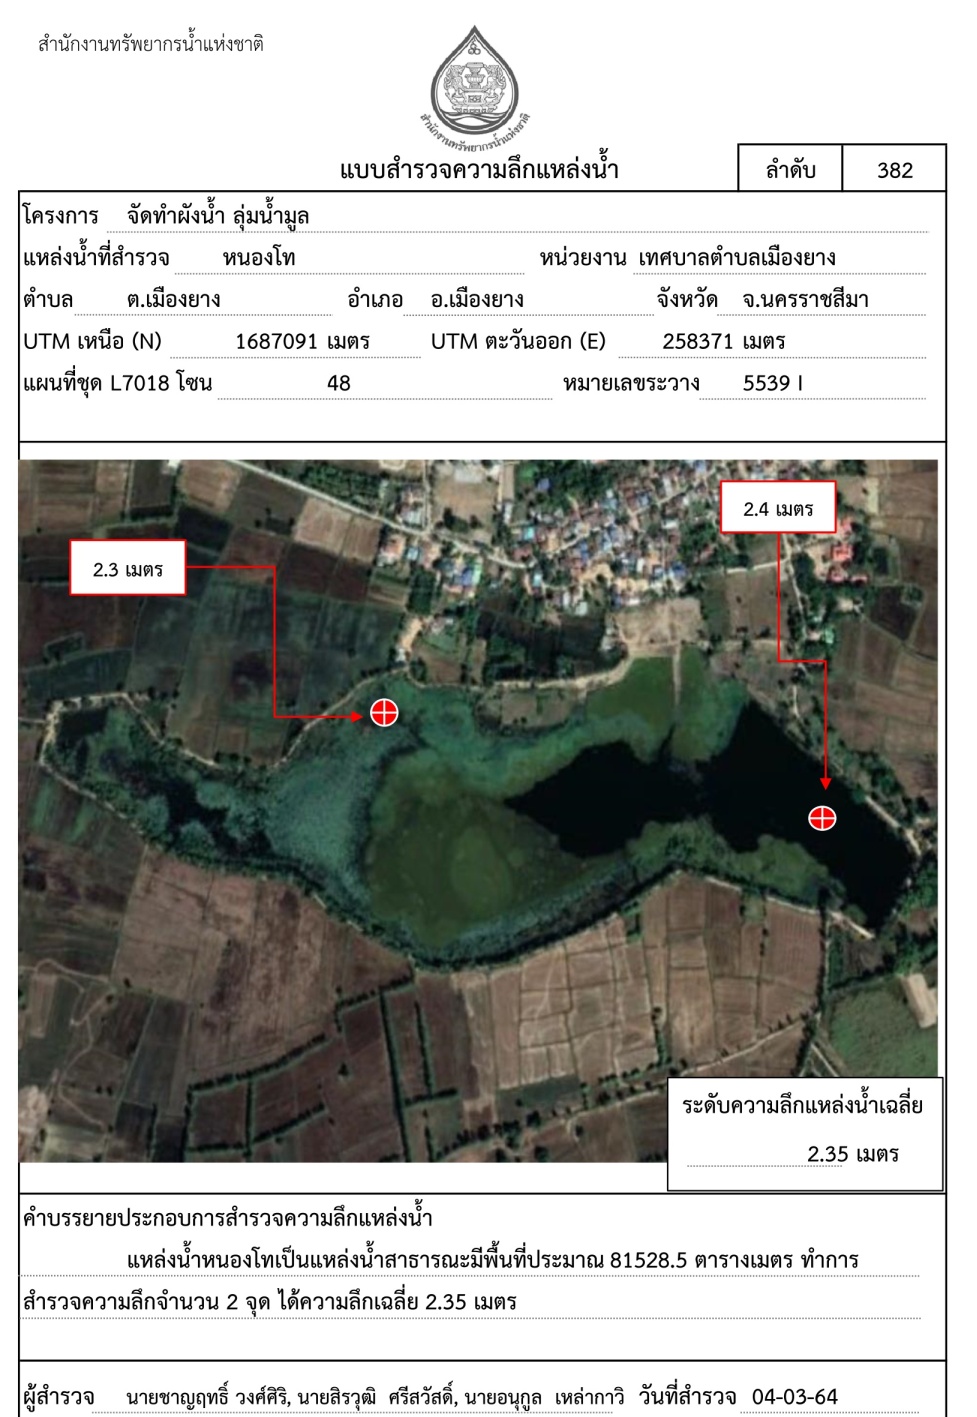 สำนักงานทรัพยากรน้ำแห่งชาติ
สำนักงานทรัพยากรน้ำแห่งชาติ
แบบสำรวจความลึกแหล่งน้ำ ลำดับ 382
โครงการ จัดทำผังน้ำ ลุ่มน้ำมูล
แหล่งน้ำที่สำรวจ หนองโท หน่วยงาน เทศบาลตำบลเมืองยาง
ตำบล ต.เมืองยาง อำเภอ อ.เมืองยาง จังหวัด จ.นครราชสีมา
UTM เหนือ (N) 1687091 เมตร UTM ตะวันออก (E) 258371 เมตร
แผนที่ชุด L7018 โซน 48 หมายเลขระวาง 5539 I
2.4 เมตร
2.3 เมตร
ระดับความลึกแหล่งน้ำเฉลี่ย
2.35 เมตร
คำบรรยายประกอบการสำรวจความลึกแหล่งน้ำ
แหล่งน้ำหนองโทเป็นแหล่งน้ำสาธารณะมีพื้นที่ประมาณ 81528.5 ตารางเมตร ทำการ
สำรวจความลึกจำนวน 2 จุด ได้ความลึกเฉลี่ย 2.35 เมตร
ผู้สำรวจ นายชาญฤทธิ์ วงศ์ศิริ, นายสิรวุฒิ ศรีสวัสดิ์, นายอนุกูล เหล่ากาวี วันที่สำรวจ 04-03-64